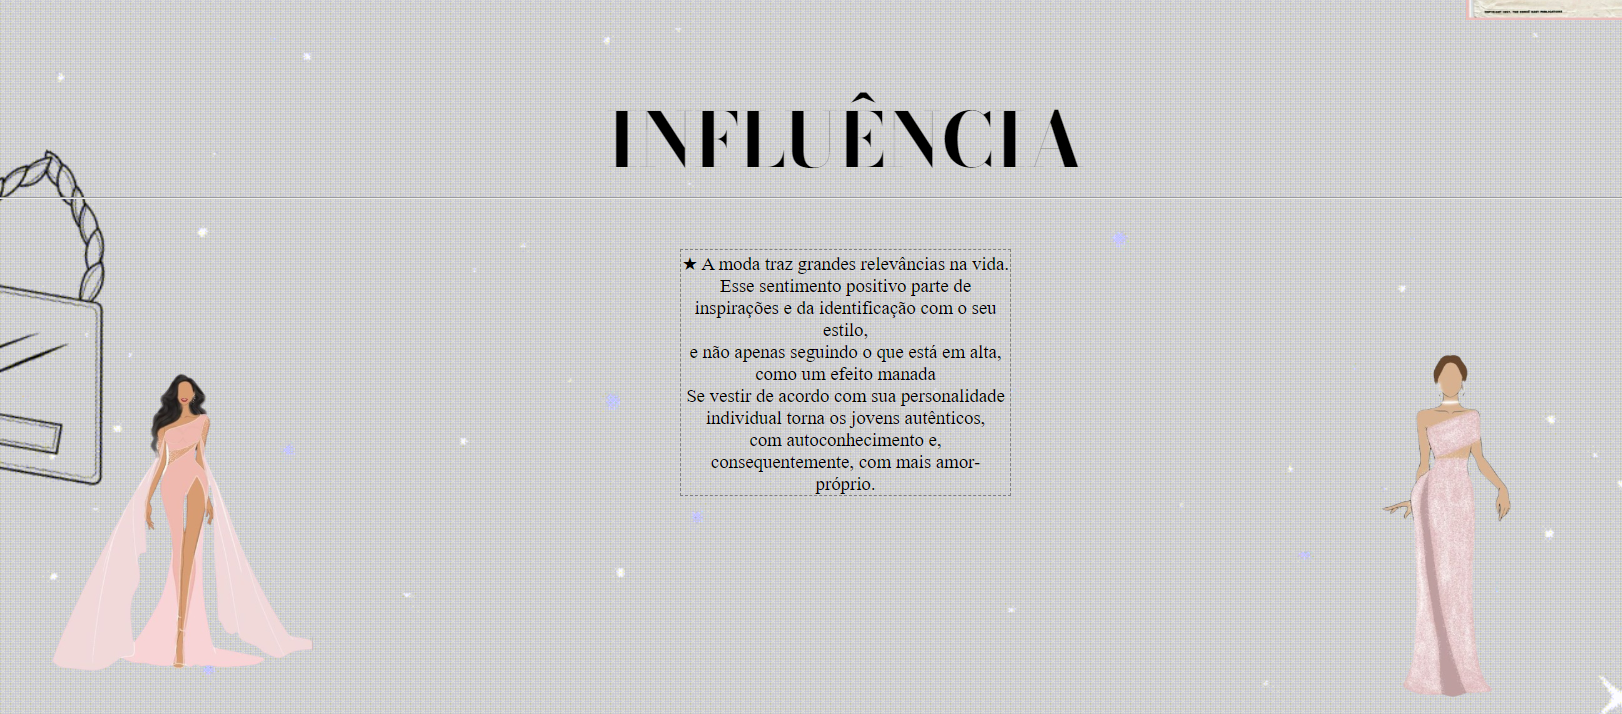 INFLUÊNCIA
★ A moda traz grandes relevâncias na vida.
Esse sentimento positivo parte de
inspirações e da identificação com o seu
estilo,
e não apenas seguindo o que está em alta,
como um efeito manada
Se vestir de acordo com sua personalidade
individual torna os jovens autênticos,
com autoconhecimento e,
consequentemente, com mais amor-
próprio.